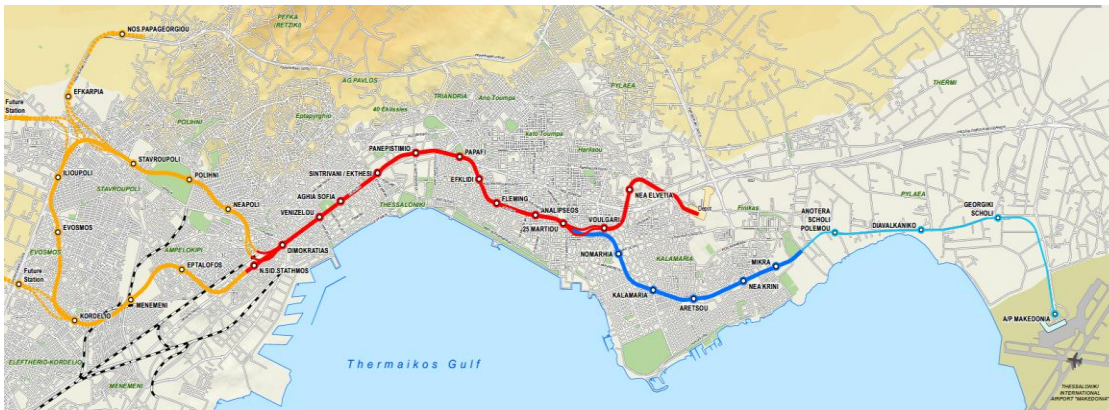 NOS.PAPAGEORGIOU
PEFKA
(RETZIKI)
Future
Station
EFKARPIA
AG PAVLOS
TRIANDRIA
Ano-Toumpa
PYLAEA
THERMI
POLIHNI
Eptapyrghio
40 Eklissies
kato Toumpa
Harilaou
STAVROUPOLI
ILIOUPOLI
POLIHNI
STAVROUPOLI
PANEPISTIMIO
PAPAFI
SINTRIVANI / EKTHESI
EFKLIDI
NEAPOLI
AGHIA SOFIA
THESSALONIKI
FLEMING
NEA ELVETIA
VENIZELOU
ANALIPSEOS
VOULGARI
25 MARTIOU
Depot
Finikas
PYLAEA
GEORGIKI
SCHOLI
ANOTERA
SCHOLI
POLEMOU
DIAVALKANIKO
EVOSMOS
EVOSMOS
AMPELOKIPI
DIMOKRATIAS
N.SID.STATHMOS
EPTALOFOS
NOMARHIA
KALAMARIA
MIKRA
NEA KRINI
KALAMARIA
ARETSOU
Future
Station
MENEMENI
KORDELIO
A/P MAKEDONIA
ELEFTHERIO-KORDELIO
MENEMENI
Thermaikos Gulf
THESSALONIKI
INTERNATIONAL
AIRPORT "MAKEDONIA"